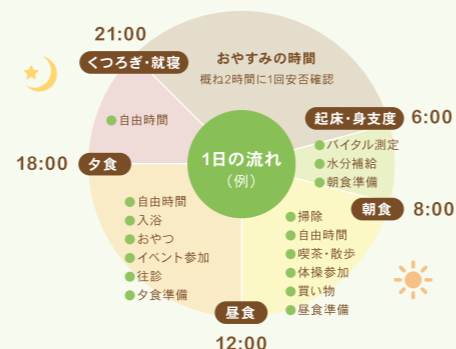 21:00
くつろぎ・就寝
おやすみの時間
概ね2時間に1回安否確認
起床・身支度
6:00
バイタル測定
水分補給
朝食準備
朝食
8:00
掃除
自由時間
喫茶・散歩
体操参加
買い物
昼食準備
昼食
12:00
自由時間
入浴
おやつ
イベント参加
往診
夕食準備
18:00
夕食
自由時間
1日の流れ
（例）